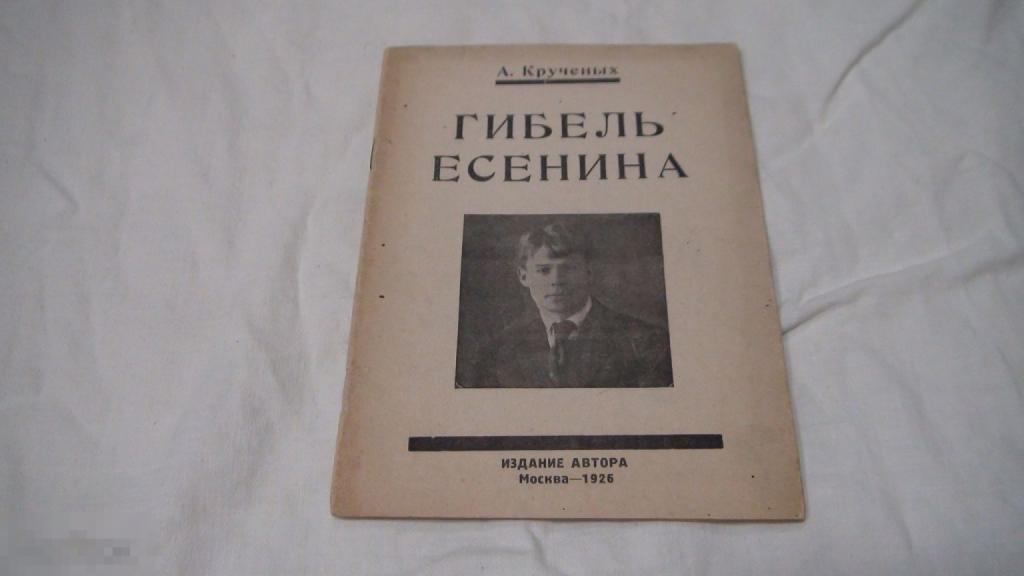 А. Крученых
ГИБЕЛЬ
ЕСЕНИНА
ИЗДАНИЕ АВТОРА
Москва—1926